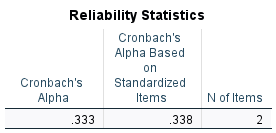 Reliability Statistics
Cronbach's
Alpha Based
on
Cronbach's Standardized
Alpha Items N of Items
.333 .338 2